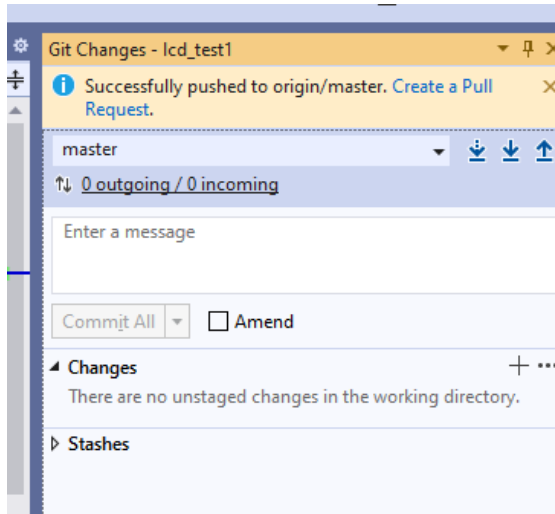 Git Changes - lcd_test1
Successfully pushed to origin/master. Create a Pull
Request.
master
0 outgoing / 0 incoming
Enter a message
Commit All
Amend
Changes
There are no unstaged changes in the working directory.
Stashes